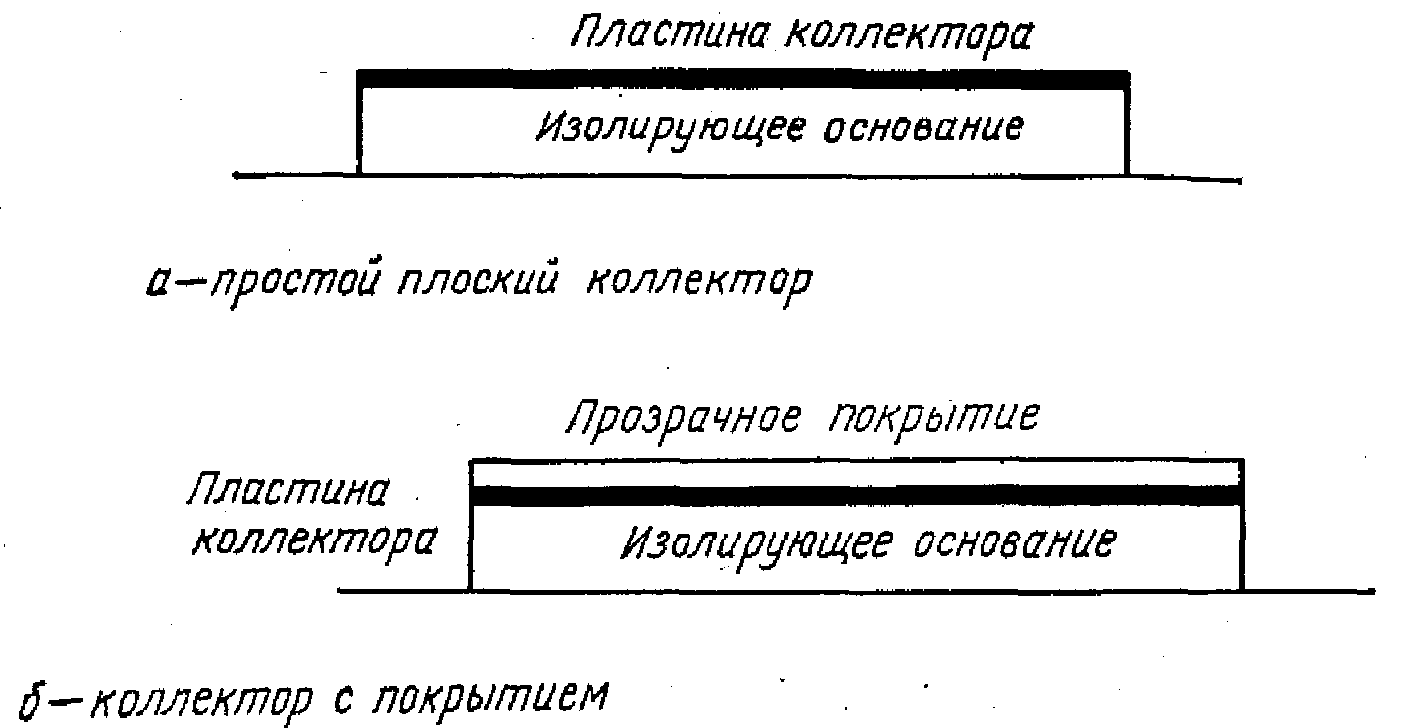 Пластина коллектора
Изолирующее основание
а—простой плоский коллектор
Прозрачное покрытие
Пластина
коллектора
Изолирующее основание
б—коллектор с покрытием